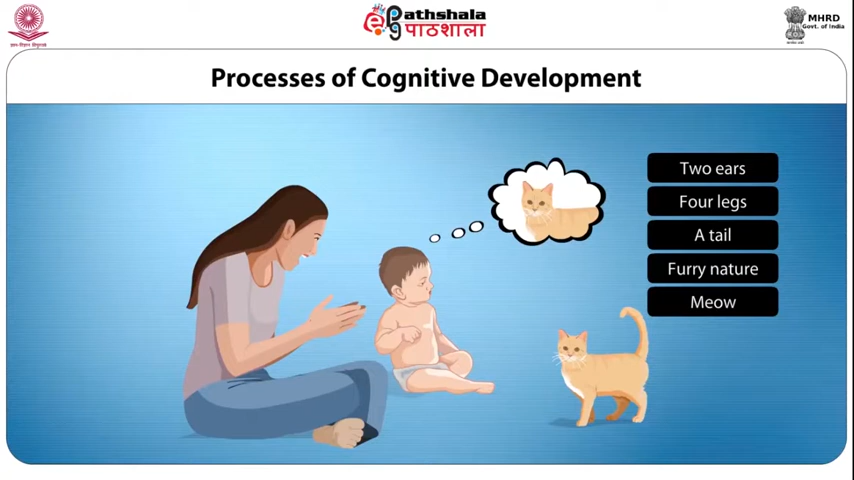 ePathshala
पाठशाला
MHRD
Govt. of India
Processes of Cognitive Development
Two ears
Four legs
A tail
Furry nature
Meow